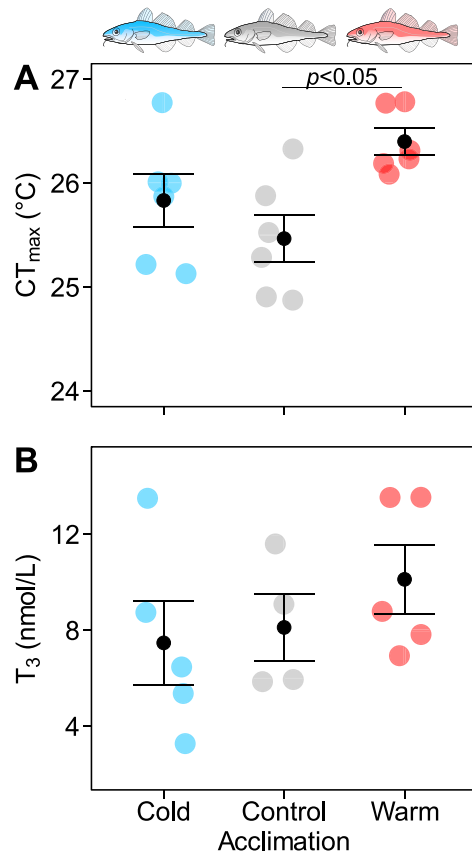 A
27
p<0.05
26
CTmax (°C)
25
24
B
12
T3 (nmol/L)
8
4
Cold Control Warm
Acclimation